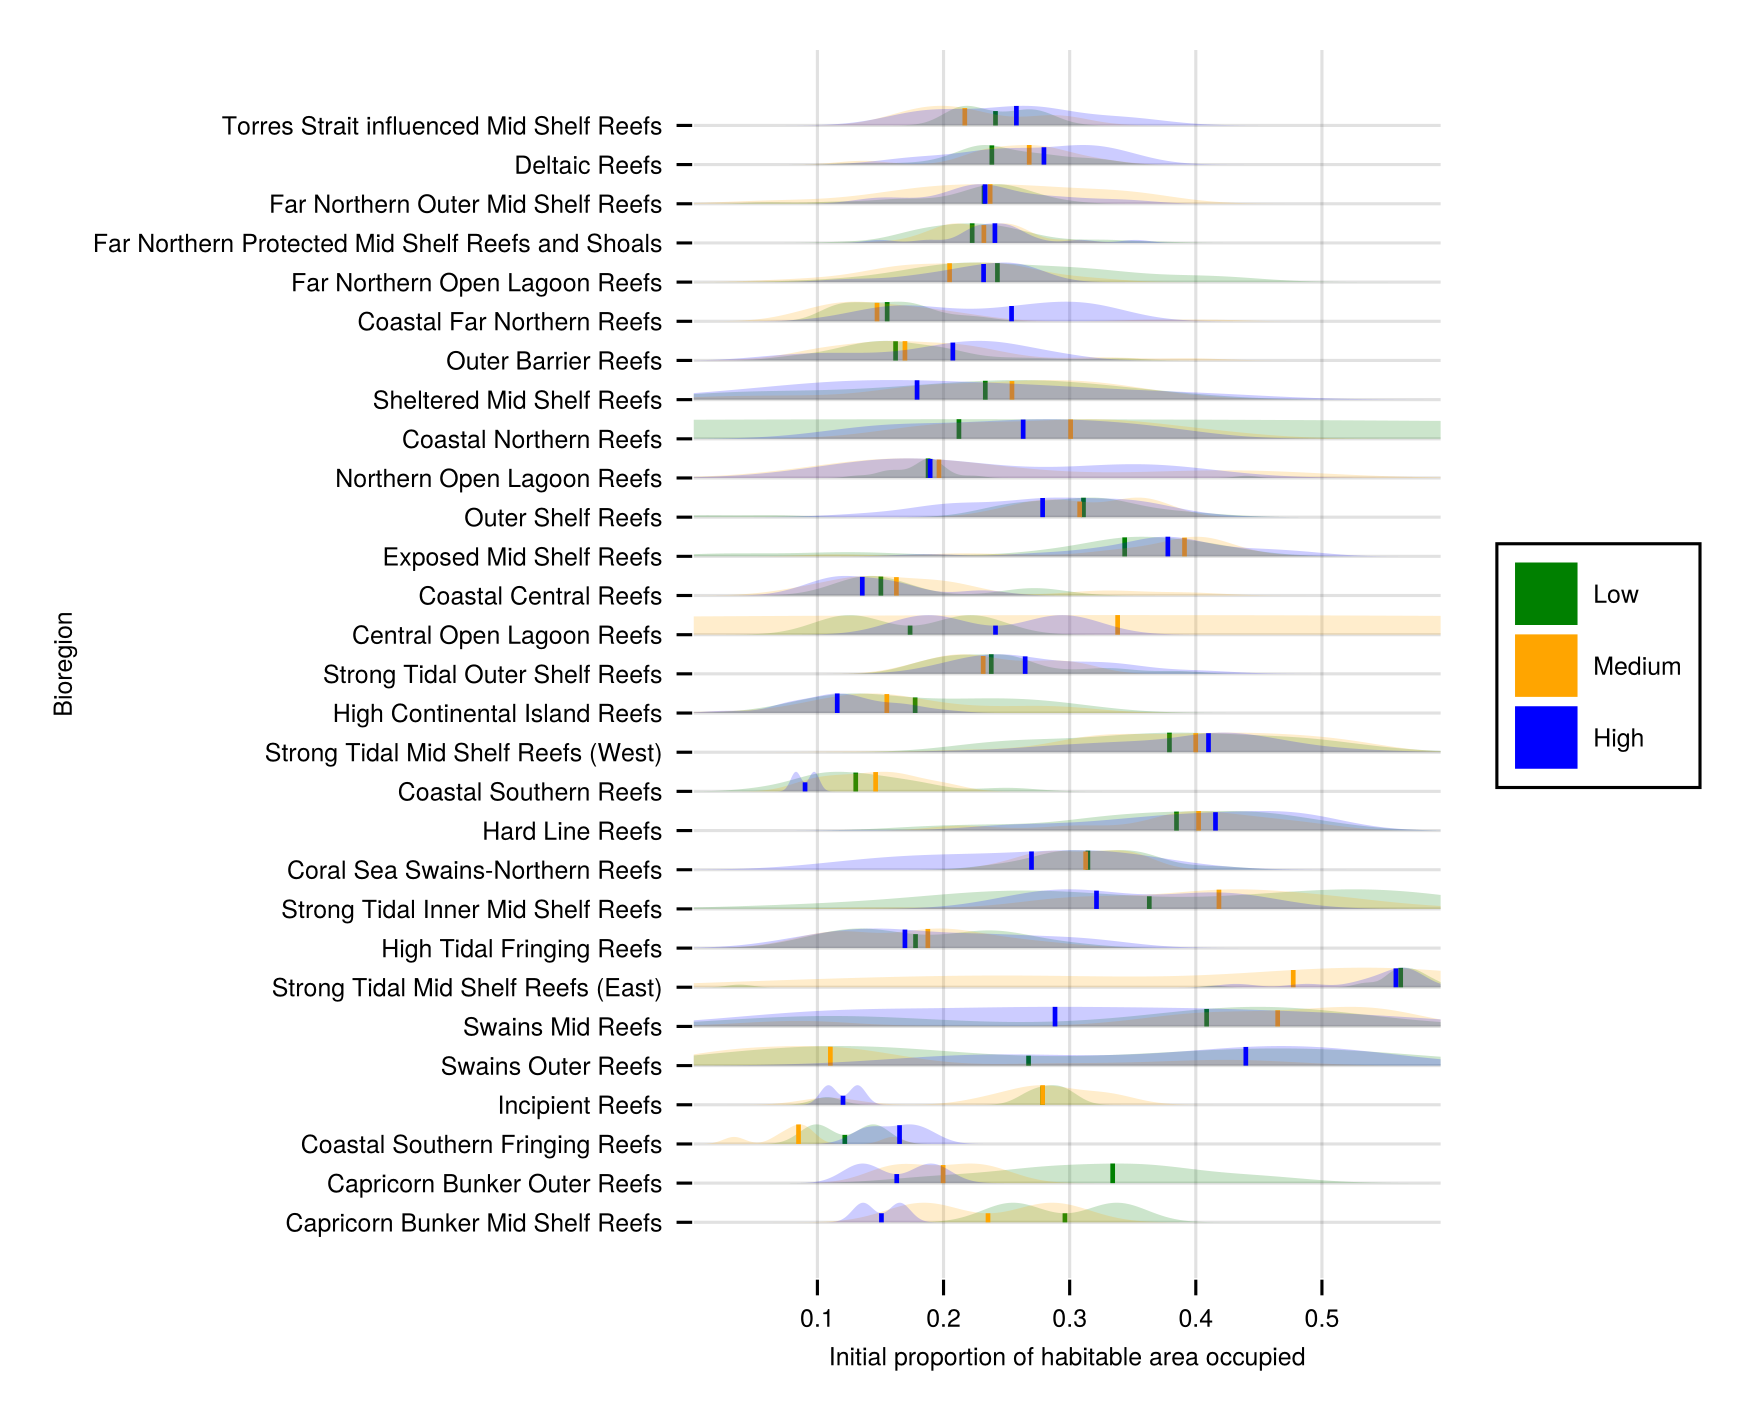 Torres Strait influenced Mid Shelf Reefs
Deltaic Reefs
Far Northern Outer Mid Shelf Reefs
Far Northern Protected Mid Shelf Reefs and Shoals
Far Northern Open Lagoon Reefs
Coastal Far Northern Reefs
Outer Barrier Reefs
Sheltered Mid Shelf Reefs
Coastal Northern Reefs
Northern Open Lagoon Reefs
Outer Shelf Reefs
Exposed Mid Shelf Reefs
Coastal Central Reefs
Central Open Lagoon Reefs
Strong Tidal Outer Shelf Reefs
High Continental Island Reefs
Strong Tidal Mid Shelf Reefs (West)
Coastal Southern Reefs
Hard Line Reefs
Coral Sea Swains-Northern Reefs
Strong Tidal Inner Mid Shelf Reefs
High Tidal Fringing Reefs
Strong Tidal Mid Shelf Reefs (East)
Swains Mid Reefs
Swains Outer Reefs
Incipient Reefs
Coastal Southern Fringing Reefs
Capricorn Bunker Outer Reefs
Capricorn Bunker Mid Shelf Reefs
Bioregion
0.1 0.2 0.3 0.4 0.5
Initial proportion of habitable area occupied
Low
Medium
High